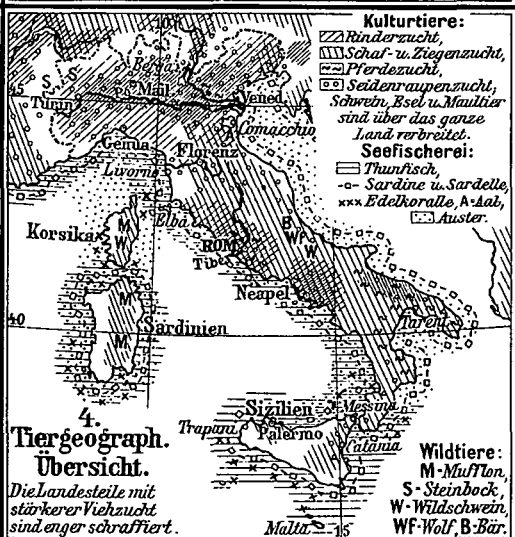 Kulturtiere:
Rinderzucht,
Schaf- u. Ziegenzucht,
Pferdezucht,
Seidenraupenzucht;
Schwein, Esel u. Maultier
sind über das ganze
Land verbreitet.
Seefischerei:
Thunfisch,
Sardine u. Sardelle,
××× Edelkoralle, A=Aal,
Auster.
10
45
S
S
Turin
Mail
Vened
A
Comacchio
Genua
Florenz
Livorno
Elba
Korsika
M
W
ROM
Tiber
B
Wf
W
Neapel
40
M
M
Sardinien
Tarent
Sizilien
Messina
Trapani
Palermo
Catania
Malta
15
4.
Tiergeograph.
Übersicht.
Die Landesteile mit
stärkerer Viehzucht
sind enger schraffiert.
Wildtiere:
M-Mufflon,
S-Steinbock,
W-Wildschwein,
WF-Wolf, B-Bär.